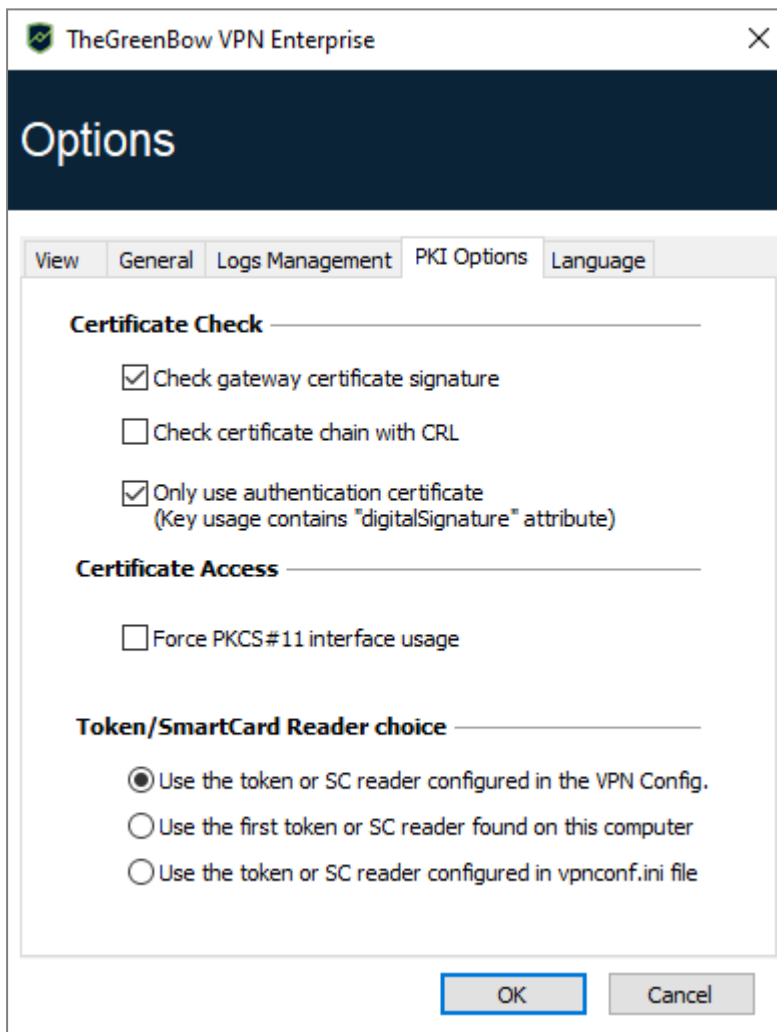 TheGreenBow VPN Enterprise
Options
View General Logs Management PKI Options Language
Certificate Check
Check gateway certificate signature
Check certificate chain with CRL
Only use authentication certificate
(Key usage contains "digitalSignature" attribute)
Certificate Access
Force PKCS#11 interface usage
Token/SmartCard Reader choice
Use the token or SC reader configured in the VPN Config.
Use the first token or SC reader found on this computer
Use the token or SC reader configured in vpnconf.ini file
OK Cancel